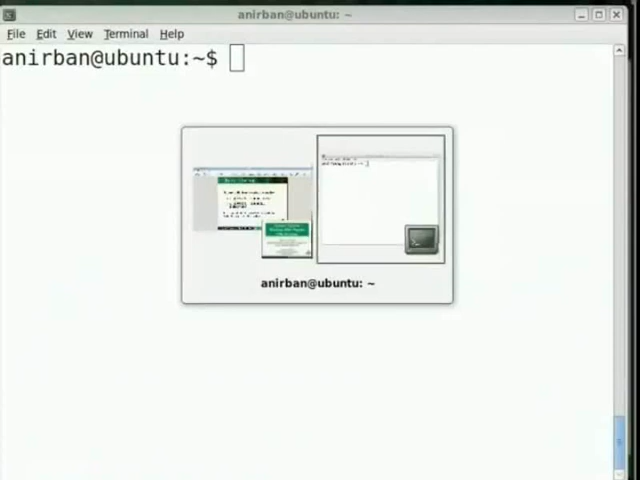 anirban@ubuntu: ~
File Edit View Terminal Help
anirban@ubuntu:~$
anirban@ubuntu: ~